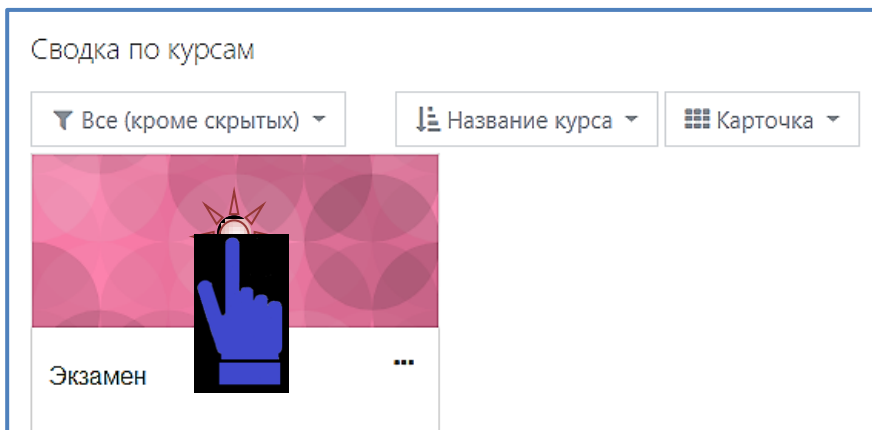 Сводка по курсам
Все (кроме скрытых) Название курса Карточка
Экзамен